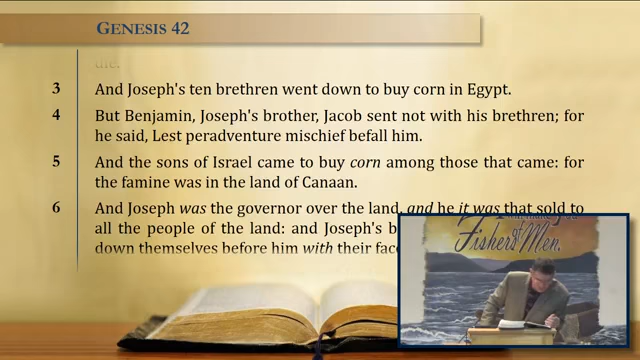 GENESIS 42
die.
3 And Joseph's ten brethren went down to buy corn in Egypt.
4 But Benjamin, Joseph's brother, Jacob sent not with his brethren; for
he said, Lest peradventure mischief befall him.
5 And the sons of Israel came to buy corn among those that came: for
the famine was in the land of Canaan.
6 And Joseph was the governor over the land, and he it was that sold to
all the people of the land: and Joseph's
down themselves before him with their
of
Fishers Men.